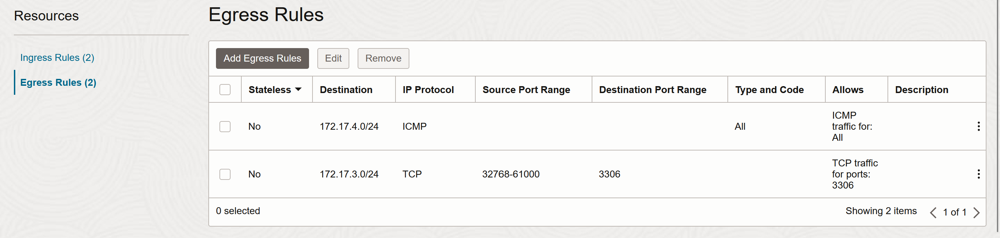 Resources
Ingress Rules (2)
Egress Rules (2)
Egress Rules
Add Egress Rules Edit Remove
Stateless Destination IP Protocol Source Port Range Destination Port Range Type and Code Allows Description
No 172.17.4.0/24 ICMP All ICMP
traffic for:
All
No 172.17.3.0/24 TCP 32768-61000 3306 TCP traffic
for ports:
3306
0 selected Showing 2 items 1 of 1